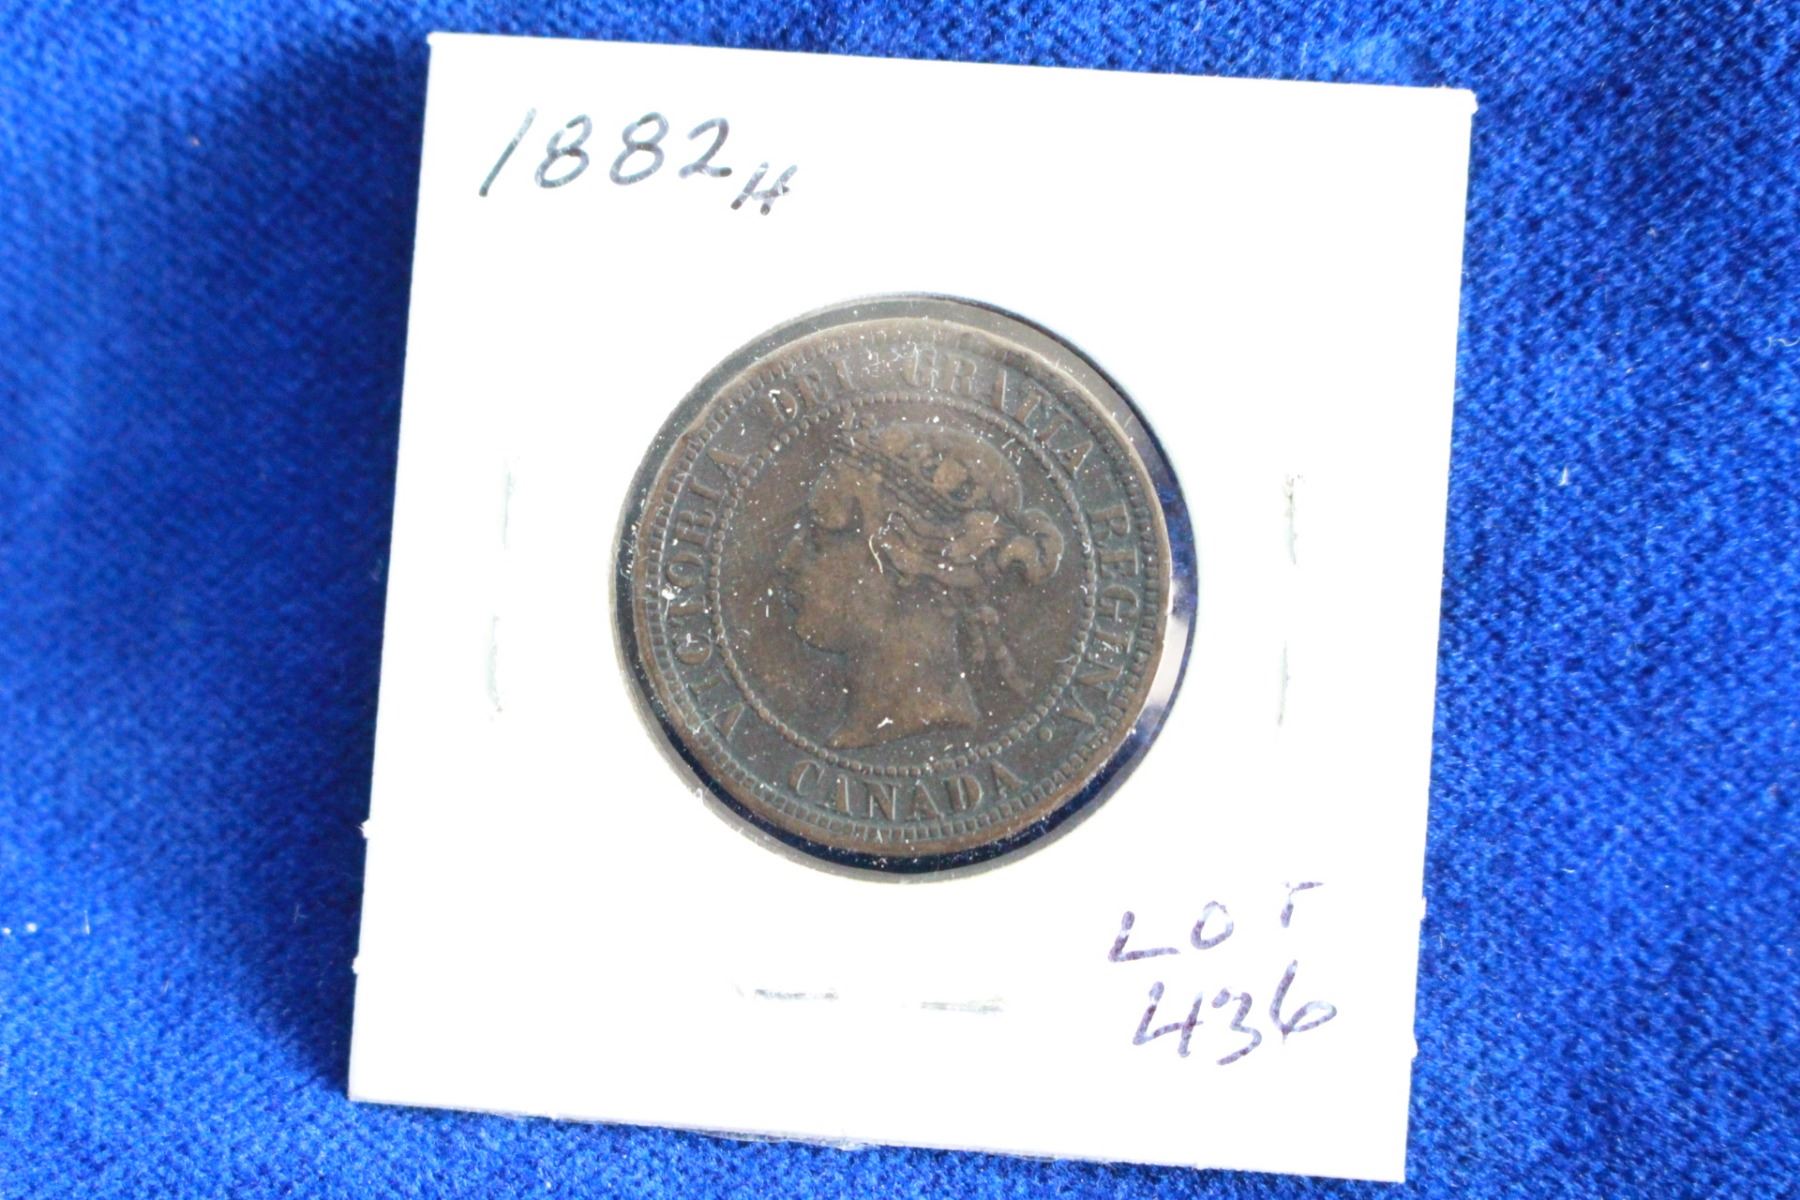 1882H
VICTORIA DEI GRATIA REGINA.
CANADA
LOT
436